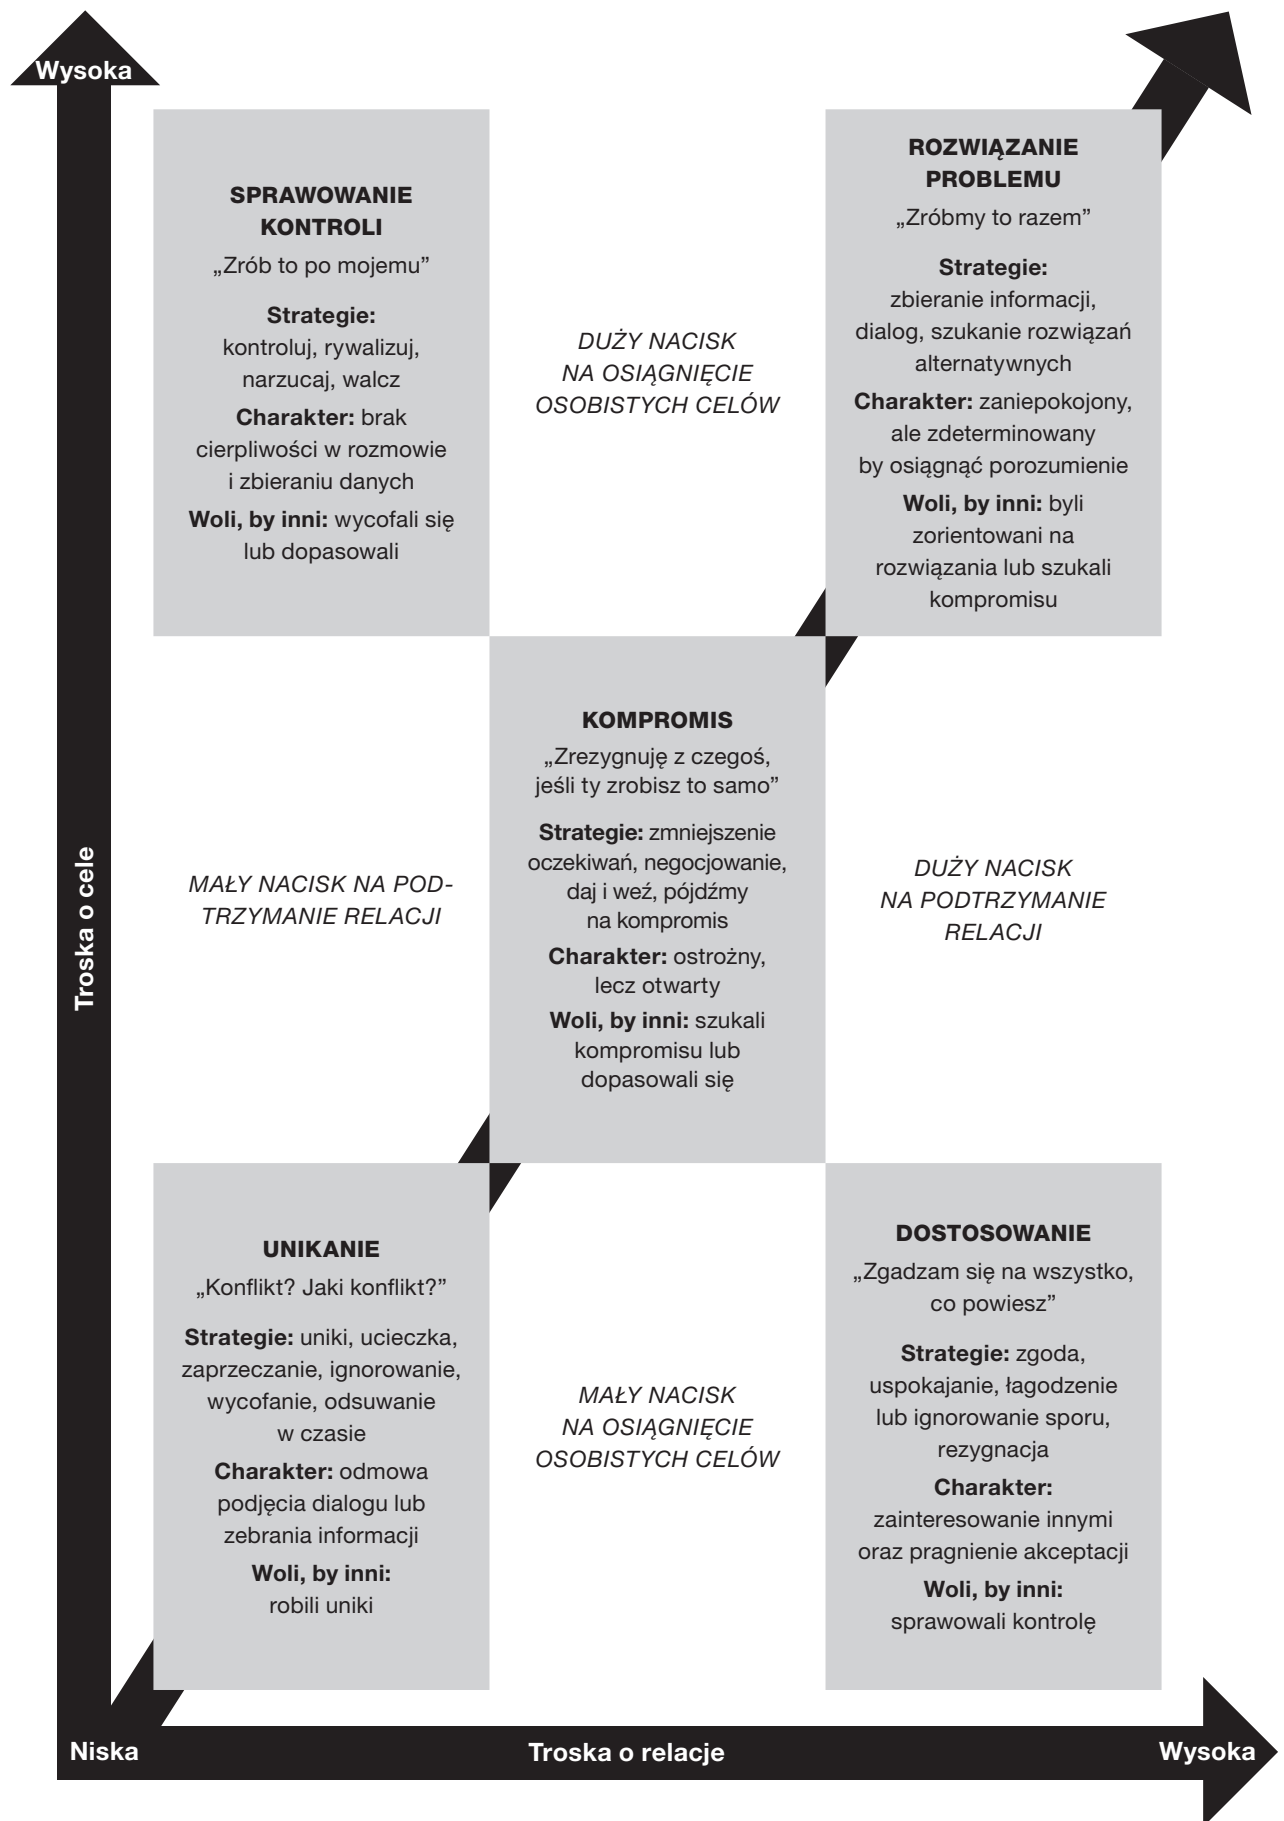 Wysoka
SPRAWOWANIE
KONTROLI
„Zrób to po mojemu”
Strategie:
kontroluj, rywalizuj,
narzucaj, walcz
Charakter: brak
cierpliwości w rozmowie
i zbieraniu danych
Woli, by inni: wycofali się
lub dopasowali
DUŻY NACISK
NA OSIĄGNIĘCIE
OSOBISTYCH CELÓW
ROZWIĄZANIE
PROBLEMU
„Zróbmy to razem”
Strategie:
zbieranie informacji,
dialog, szukanie rozwiązań
alternatywnych
Charakter: zaniepokojony,
ale zdeterminowany
by osiągnąć porozumienie
Woli, by inni: byli
zorientowani na
rozwiązania lub szukali
kompromisu
Troska o cele
MAŁY NACISK NA POD-
TRZYMANIE RELACJI
KOMPROMIS
„Zrezygnuję z czegoś,
jeśli ty zrobisz to samo”
Strategie: zmniejszenie
oczekiwań, negocjowanie,
daj i weź, pójdźmy
na kompromis
Charakter: ostrożny,
lecz otwarty
Woli, by inni: szukali
kompromisu lub
dopasowali się
DUŻY NACISK
NA PODTRZYMANIE
RELACJI
UNIKANIE
„Konflikt? Jaki konflikt?”
Strategie: uniki, ucieczka,
zaprzeczanie, ignorowanie,
wycofanie, odsuwanie
w czasie
Charakter: odmowa
podjęcia dialogu lub
zebrania informacji
Woli, by inni:
robili uniki
MAŁY NACISK
NA OSIĄGNIĘCIE
OSOBISTYCH CELÓW
DOSTOSOWANIE
„Zgadzam się na wszystko,
co powiesz”
Strategie: zgoda,
uspokajanie, łagodzenie
lub ignorowanie sporu,
rezygnacja
Charakter:
zainteresowanie innymi
oraz pragnienie akceptacji
Woli, by inni:
sprawowali kontrolę
Niska
Troska o relacje
Wysoka